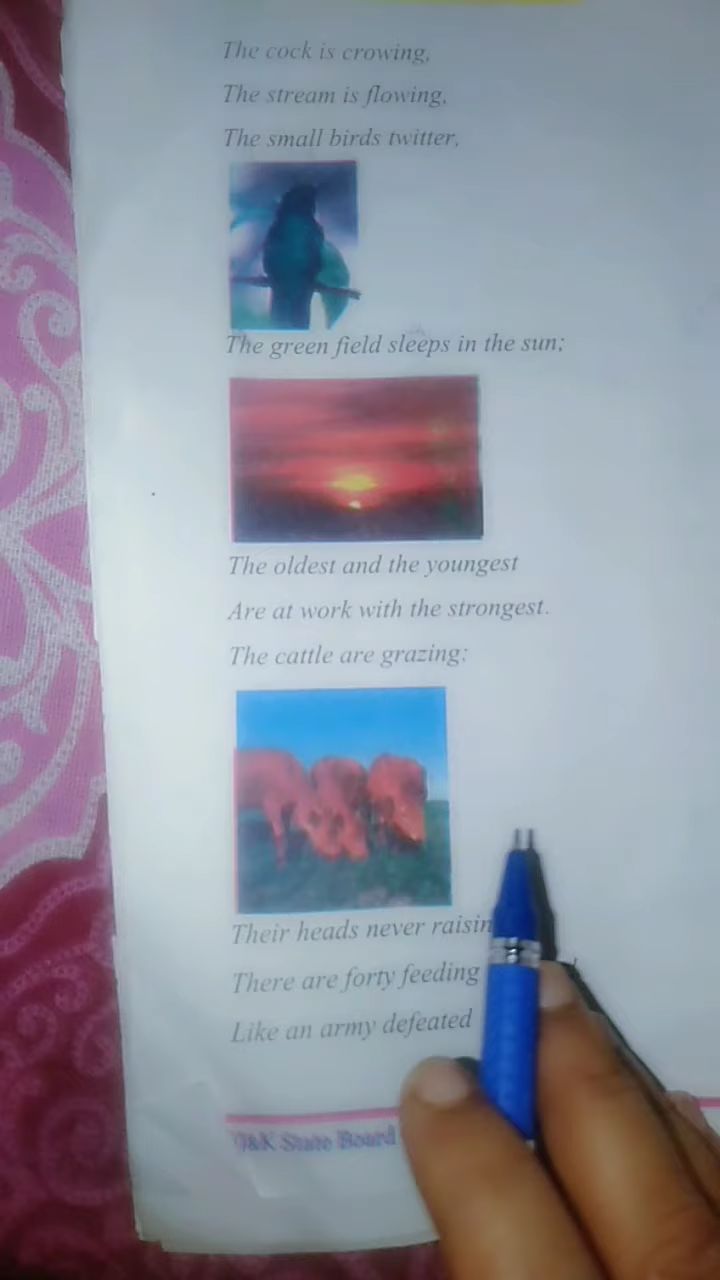 The cock is crowing,
The stream is flowing,
The small birds twitter,
The green field sleeps in the sun;
The oldest and the youngest
Are at work with the strongest.
The cattle are grazing:
Their heads never raisin
There are forty feeding
Like an army defeated
J&K State Board